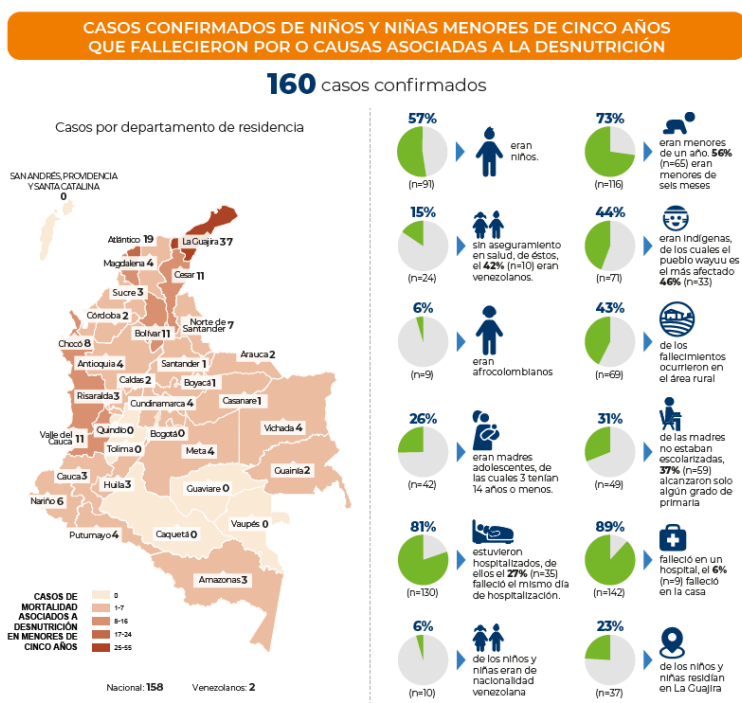 CASOS CONFIRMADOS DE NIÑOS Y NIÑAS MENORES DE CINCO AÑOS
QUE FALLECIERON POR O CAUSAS ASOCIADAS A LA DESNUTRICIÓN
160 casos confirmados
Casos por departamento de residencia
SAN ANDRÉS, PROVIDENCIA
Y SANTA CATALINA
0
Atlántico 19
La Guajira 37
Magdalena 4
Cesar 11
Sucre 3
Córdoba 2
Bolívar 11
Norte de
Santander 7
Chocó 8
Antioquia 4
Santander 1
Arauca 2
Caldas 2
Boyacá 1
Risaralda 3
Cundinamarca 4
Casanare 1
Quindío 0
Bogotá 0
Vichada 4
Valle del
Cauca 11
Tolima 0
Meta 4
Guainía 2
Cauca 3
Huila 3
Guaviare 0
Nariño 6
Vaupés 0
Putumayo 4
Caquetá 0
Amazonas 3
CASOS DE
MORTALIDAD
ASOCIADOS A
DESNUTRICIÓN
EN MENORES DE
CINCO AÑOS
0
1-7
8-16
17-24
25-55
Nacional: 158 Venezolanos: 2
57%
(n=91)
eran
niños.
73%
(n=116)
eran menores
de un año. 56%
(n=65) eran
menores de
seis meses
15%
(n=24)
sin aseguramiento
en salud, de éstos,
el 42% (n=10) eran
venezolanos.
44%
(n=71)
eran indígenas,
de los cuales el
pueblo wayuu es
el más afectado
46% (n=33)
6%
(n=9)
eran
afrocolombianos
43%
(n=69)
de los
fallecimientos
ocurrieron en
el área rural
26%
(n=42)
eran madres
adolescentes, de
las cuales 3 tenían
14 años o menos.
31%
(n=49)
de las madres
no estaban
escolarizadas,
37% (n=59)
alcanzaron solo
algún grado de
primaria
81%
(n=130)
estuvieron
hospitalizados, de
ellos el 27% (n=35)
falleció el mismo día
de hospitalización.
89%
(n=142)
falleció en un
hospital, el 6%
(n=9) falleció
en la casa
6%
(n=10)
de los niños y
niñas eran de
nacionalidad
venezolana
23%
(n=37)
de los niños y
niñas residían
en La Guajira